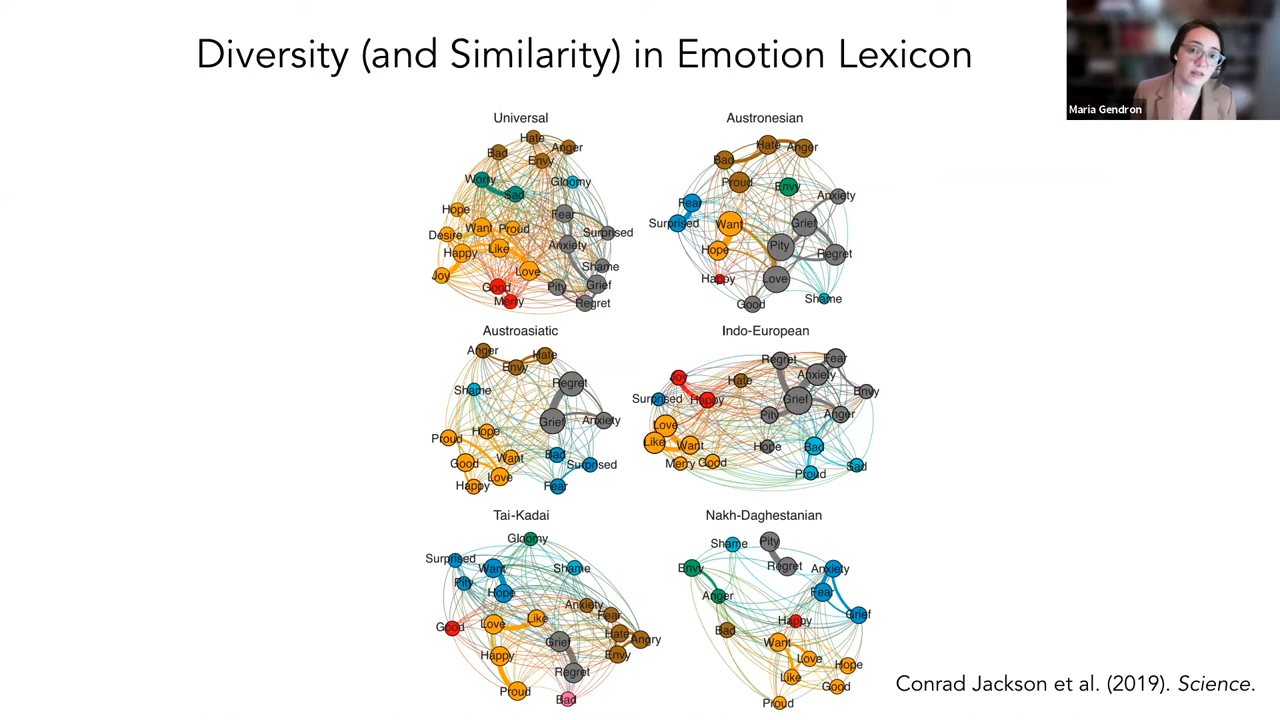 Diversity (and Similarity) in Emotion Lexicon
Maria Gendron
Universal
Hate
Bad
Anger
Envy
Worry
Gloomy
Sad
Hope
Fear
Want
Proud
Desire
Surprised
Happy
Like
Anxiety
Joy
Love
Shame
Good
Pity
Grief
Merry
Regret
Austronesian
Hate
Anger
Bad
Proud
Envy
Anxiety
Fear
Surprised
Want
Grief
Hope
Pity
Regret
Happy
Love
Good
Shame
Austroasiatic
Anger
Hate
Envy
Shame
Regret
Grief
Anxiety
Proud
Hope
Good
Want
Bad
Surprised
Love
Happy
Fear
Indo-European
Regret
Fear
Joy
Hate
Anxiety
Surprised
Happy
Envy
Grief
Pity
Anger
Love
Like
Want
Hope
Bad
Merry
Good
Proud
Sad
Tai-Kadai
Gloomy
Surprised
Want
Shame
Pity
Hope
Anxiety
Fear
Good
Love
Like
Hate
Angry
Grief
Envy
Happy
Regret
Proud
Bad
Nakh-Daghestanian
Shame
Pity
Envy
Regret
Anxiety
Anger
Fear
Grief
Happy
Bad
Want
Love
Hope
Like
Good
Proud
Conrad Jackson et al. (2019). Science.